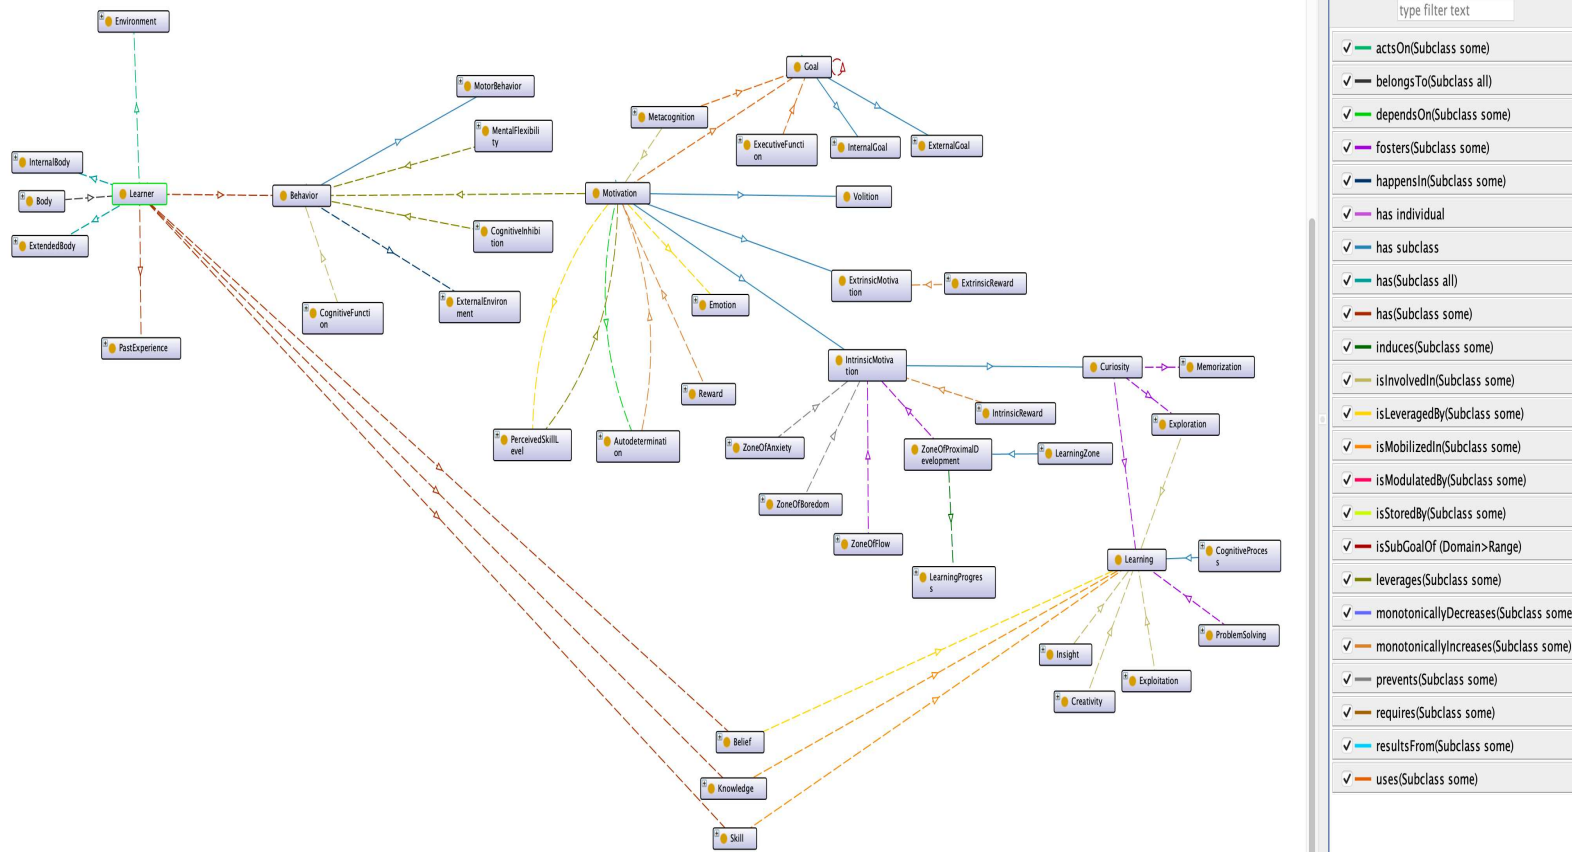 type filter text
Environment
Goal
MotorBehavior
Metacognition
MentalFlexibili
ty
ExecutiveFuncti
on
InternalGoal
ExternalGoal
InternalBody
Learner
Body
ExtendedBody
Behavior
Motivation
Volition
CognitiveInhibi
tion
ExtrinsicMotiva
tion
ExtrinsicReward
ExternalEnviron
ment
Emotion
CognitiveFuncti
on
PastExperience
IntrinsicMotiva
tion
Curiosity
Memorization
Reward
IntrinsicReward
Exploration
PerceivedSkillL
evel
Autodeterminati
on
ZoneOfAnxiety
ZoneOfProximalD
evelopment
LearningZone
ZoneOfBoredom
ZoneOfFlow
Learning
CognitiveProces
s
LearningProgres
s
ProblemSolving
Insight
Exploitation
Creativity
Belief
Knowledge
Skill
actsOn(Subclass some)
belongsTo(Subclass all)
dependsOn(Subclass some)
fosters(Subclass some)
happensIn(Subclass some)
has individual
has subclass
has(Subclass all)
has(Subclass some)
induces(Subclass some)
isInvolvedIn(Subclass some)
isLeveragedBy(Subclass some)
isMobilizedIn(Subclass some)
isModulatedBy(Subclass some)
isStoredBy(Subclass some)
isSubGoalOf (Domain>Range)
leverages(Subclass some)
monotonicallyDecreases(Subclass some
monotonicallyIncreases(Subclass some)
prevents(Subclass some)
requires(Subclass some)
resultsFrom(Subclass some)
uses(Subclass some)